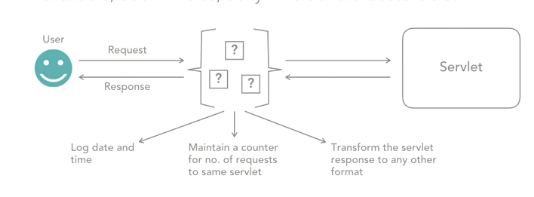 User
Request
Response
?
?
?
Servlet
Log date and
time
Maintain a counter
for no. of requests
to same servlet
Transform the servlet
response to any other
format